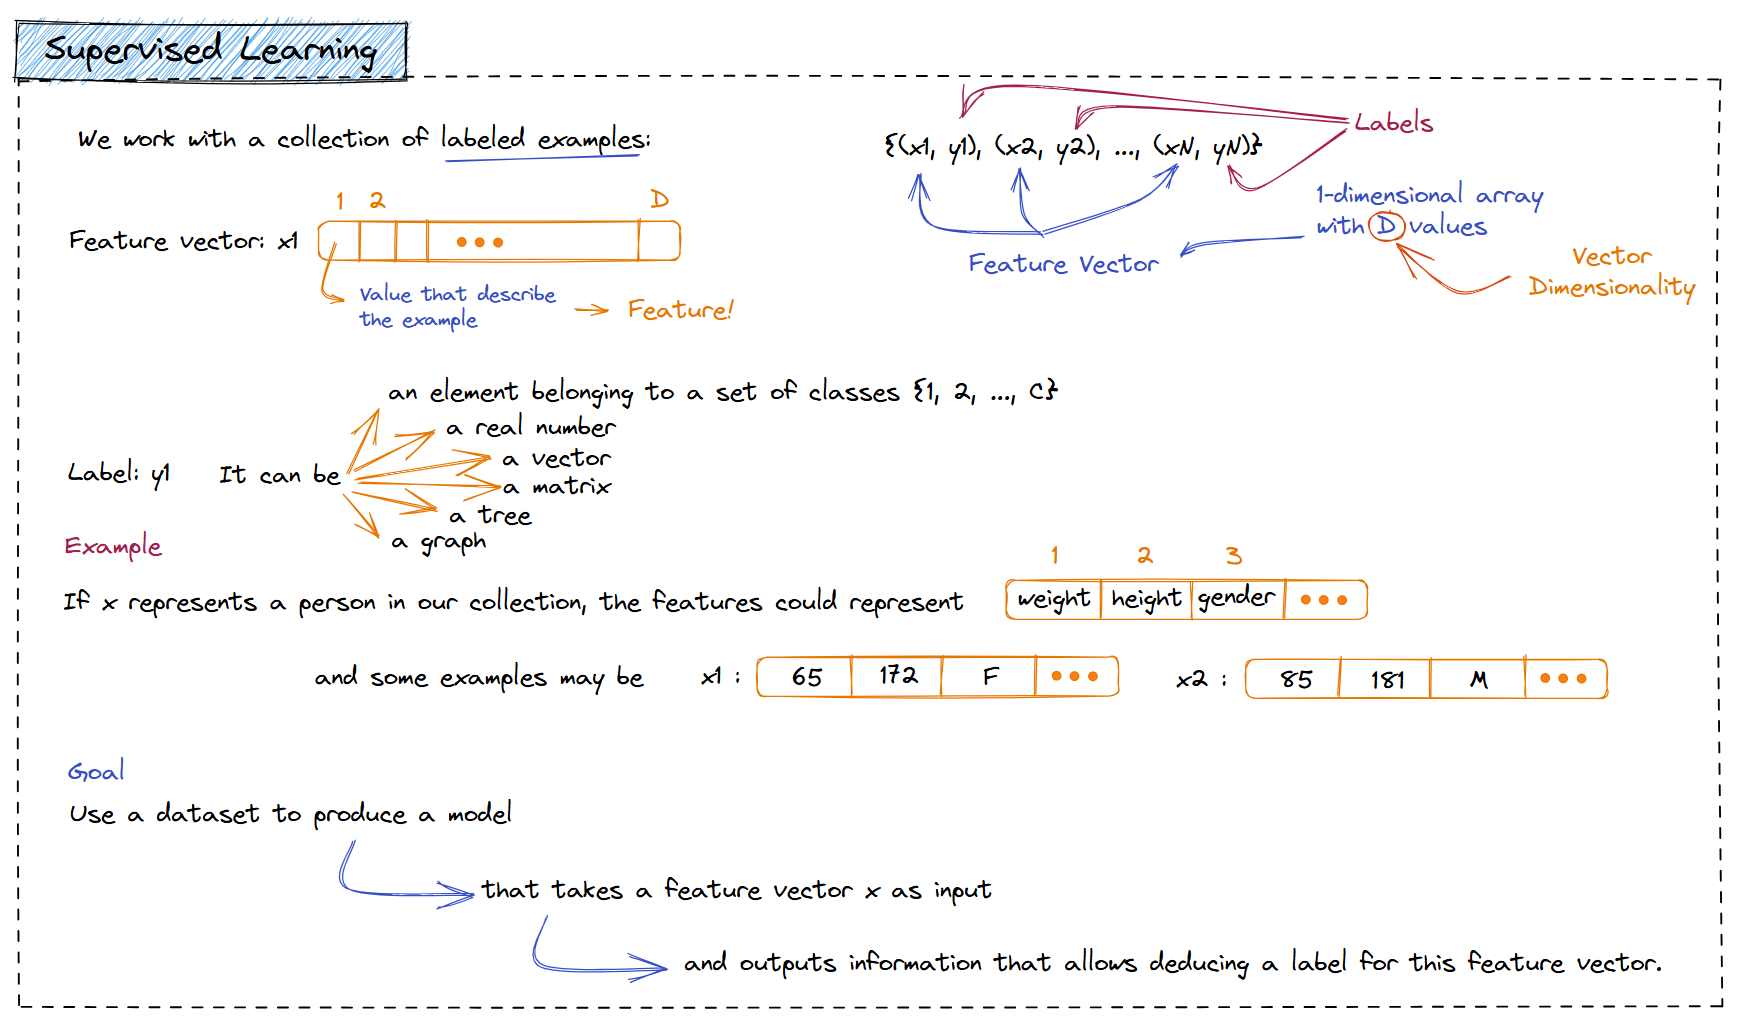 Supervised Learning
We work with a collection of labeled examples:
{(x1, y1), (x2, y2), ..., (xN, yN)}
Labels
1-dimensional array
with D values
Feature Vector
Vector
Dimensionality
1 2 D
Feature vector: x1
Value that describe
the example
Feature!
an element belonging to a set of classes {1, 2, ..., C}
a real number
a vector
Label: y1 It can be
a matrix
a tree
a graph
Example
1 2 3
If x represents a person in our collection, the features could represent weight height gender
and some examples may be x1 : 65 172 F x2 : 85 181 M
Goal
Use a dataset to produce a model
that takes a feature vector x as input
and outputs information that allows deducing a label for this feature vector.